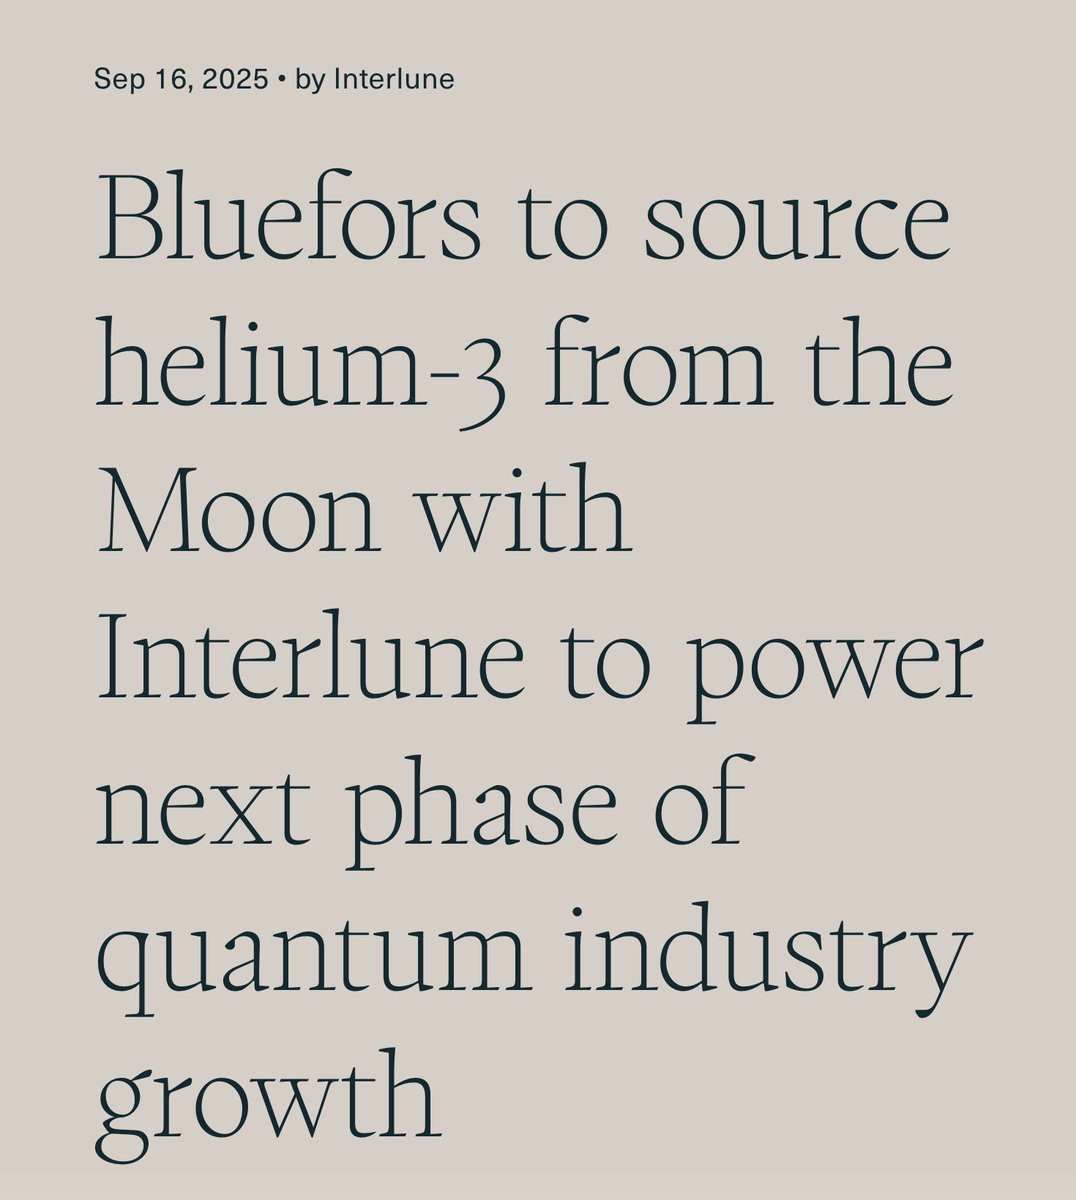 Sep 16, 2025 • by Interlune
Bluefors to source
helium-3 from the
Moon with
Interlune to power
next phase of
quantum industry
growth